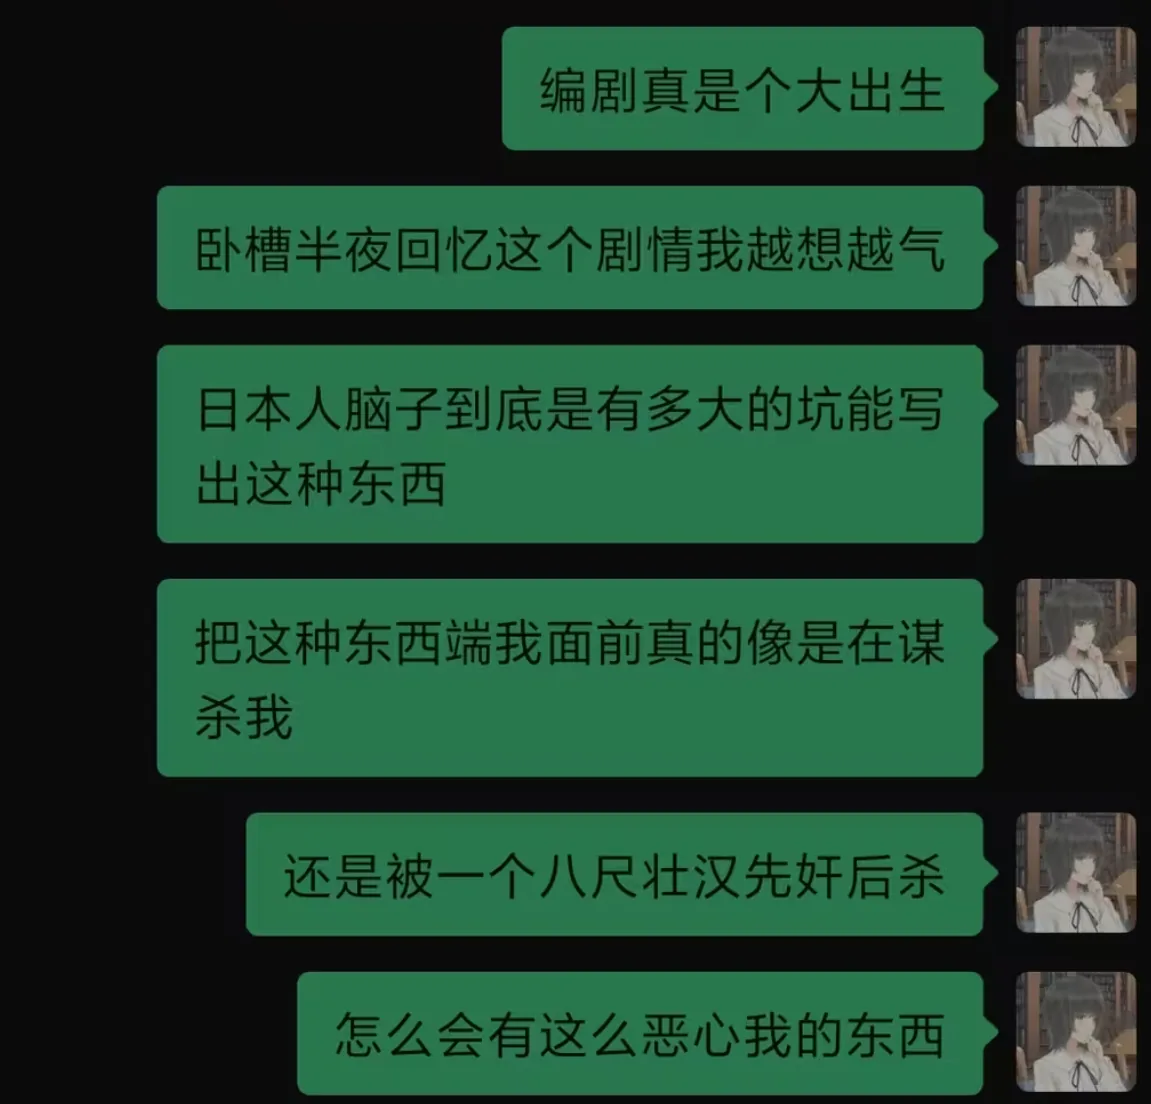 编剧真是个大出生
卧槽半夜回忆这个剧情我越想越气
日本人脑子到底是有多大的坑能写
出这种东西
把这种东西端我面前真的像是在谋
杀我
还是被一个八尺壮汉先奸后杀
怎么会有这么恶心我的东西